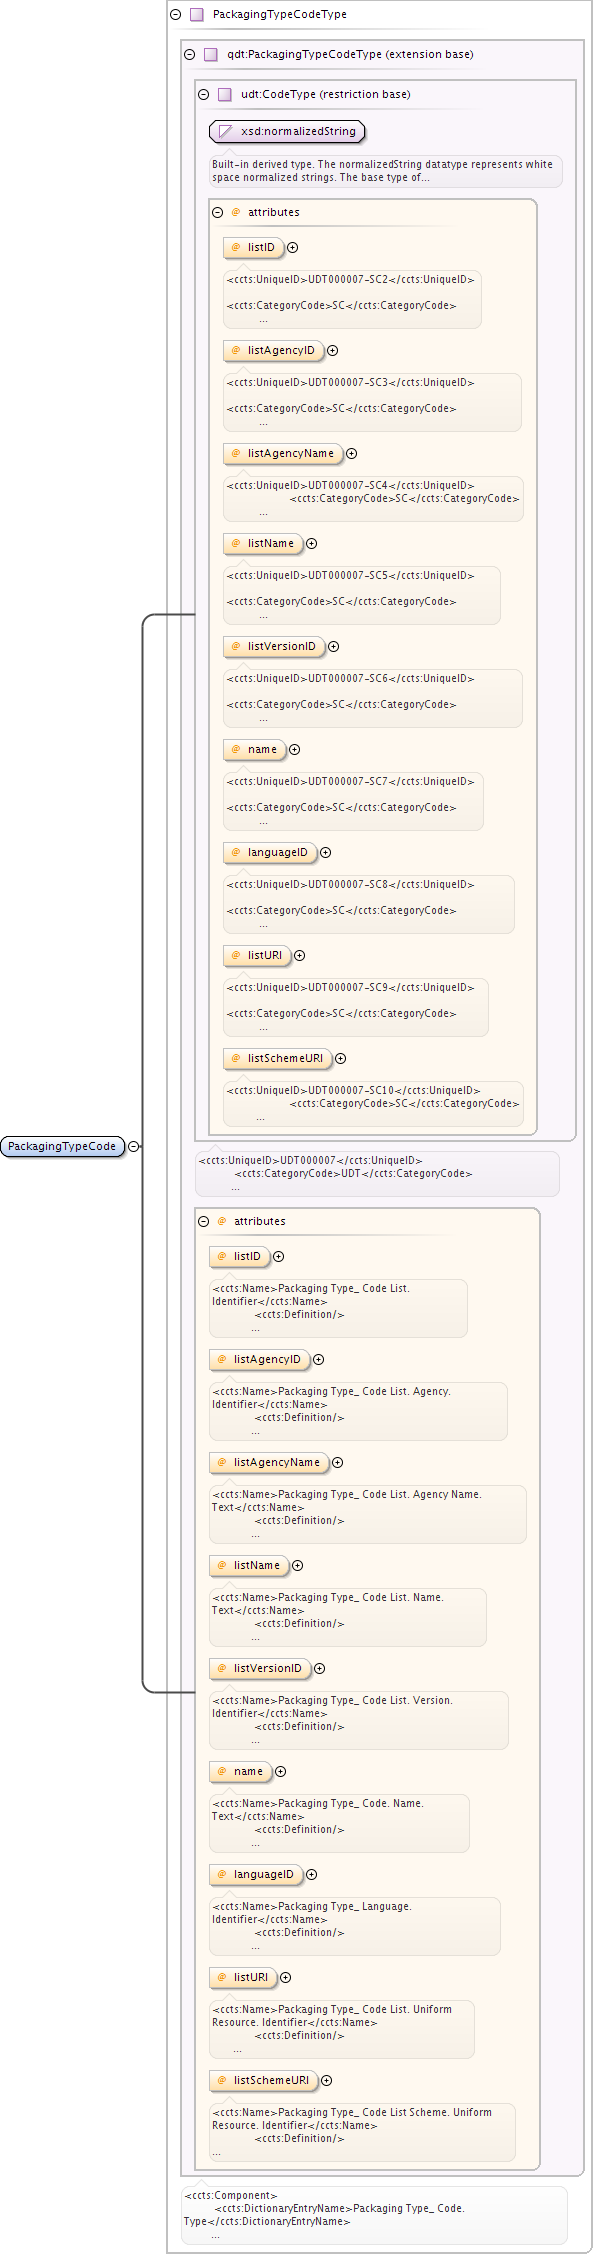 PackagingTypeCodeType
qdt:PackagingTypeCodeType (extension base)
udt:CodeType (restriction base)
xsd:normalizedString
Built-in derived type. The normalizedString datatype represents white
space normalized strings. The base type of...
@ attributes
@ listID
<ccts:UniqueID>UDT000007-SC2</ccts:UniqueID>
<ccts:CategoryCode>SC</ccts:CategoryCode>
...
@ listAgencyID
<ccts:UniqueID>UDT000007-SC3</ccts:UniqueID>
<ccts:CategoryCode>SC</ccts:CategoryCode>
...
@ listAgencyName
<ccts:UniqueID>UDT000007-SC4</ccts:UniqueID>
<ccts:CategoryCode>SC</ccts:CategoryCode>
...
@ listName
<ccts:UniqueID>UDT000007-SC5</ccts:UniqueID>
<ccts:CategoryCode>SC</ccts:CategoryCode>
...
@ listVersionID
<ccts:UniqueID>UDT000007-SC6</ccts:UniqueID>
<ccts:CategoryCode>SC</ccts:CategoryCode>
...
@ name
<ccts:UniqueID>UDT000007-SC7</ccts:UniqueID>
<ccts:CategoryCode>SC</ccts:CategoryCode>
...
@ languageID
<ccts:UniqueID>UDT000007-SC8</ccts:UniqueID>
<ccts:CategoryCode>SC</ccts:CategoryCode>
...
@ listURI
<ccts:UniqueID>UDT000007-SC9</ccts:UniqueID>
<ccts:CategoryCode>SC</ccts:CategoryCode>
...
@ listSchemeURI
<ccts:UniqueID>UDT000007-SC10</ccts:UniqueID>
<ccts:CategoryCode>SC</ccts:CategoryCode>
...
PackagingTypeCode
<ccts:UniqueID>UDT000007</ccts:UniqueID>
<ccts:CategoryCode>UDT</ccts:CategoryCode>
...
@ attributes
@ listID
<ccts:Name>Packaging Type_ Code List.
Identifier</ccts:Name>
<ccts:Definition/>
...
@ listAgencyID
<ccts:Name>Packaging Type_ Code List. Agency.
Identifier</ccts:Name>
<ccts:Definition/>
...
@ listAgencyName
<ccts:Name>Packaging Type_ Code List. Agency Name.
Text</ccts:Name>
<ccts:Definition/>
...
@ listName
<ccts:Name>Packaging Type_ Code List. Name.
Text</ccts:Name>
<ccts:Definition/>
...
@ listVersionID
<ccts:Name>Packaging Type_ Code List. Version.
Identifier</ccts:Name>
<ccts:Definition/>
...
@ name
<ccts:Name>Packaging Type_ Code. Name.
Text</ccts:Name>
<ccts:Definition/>
...
@ languageID
<ccts:Name>Packaging Type_ Language.
Identifier</ccts:Name>
<ccts:Definition/>
...
@ listURI
<ccts:Name>Packaging Type_ Code List. Uniform
Resource. Identifier</ccts:Name>
<ccts:Definition/>
...
@ listSchemeURI
<ccts:Name>Packaging Type_ Code List Scheme. Uniform
Resource. Identifier</ccts:Name>
<ccts:Definition/>
...
<ccts:Component>
<ccts:DictionaryEntryName>Packaging Type_ Code.
Type</ccts:DictionaryEntryName>
...